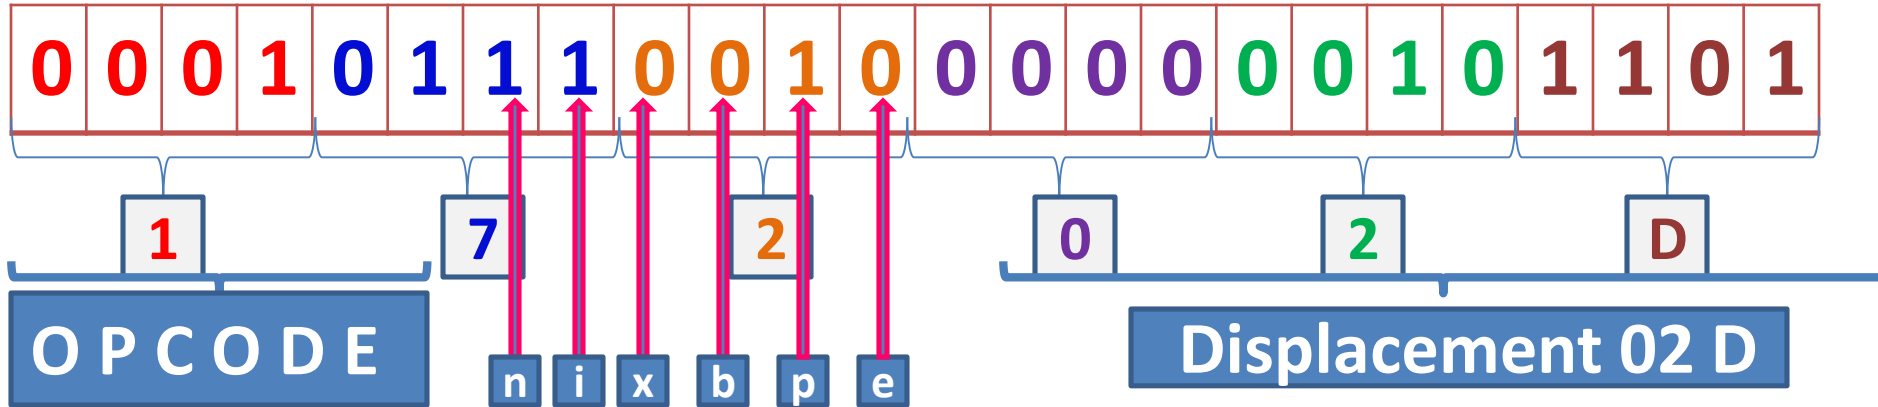 0 0 0 1 0 1 1 1 0 0 1 0 0 0 0 0 0 0 1 0 1 1 0 1
1 7 2 0 2 D
O P C O D E
Displacement 02 D
n i x b p e